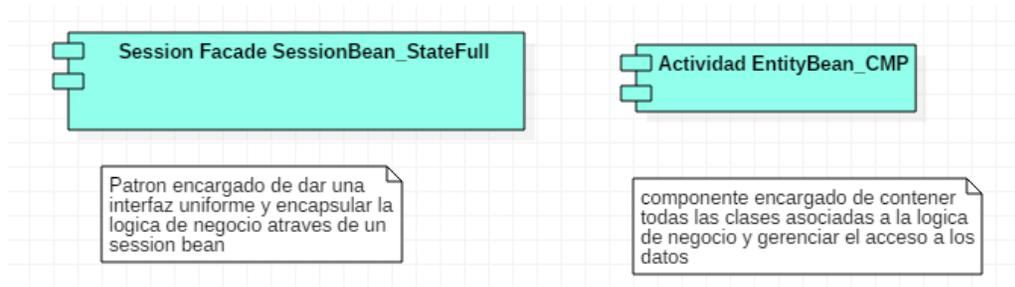 Session Facade SessionBean_StateFull
Actividad EntityBean_CMP
Patron encargado de dar una
interfaz uniforme y encapsular la
logica de negocio atraves de un
session bean
componente encargado de contener
todas las clases asociadas a la logica
de negocio y gerenciar el acceso a los
datos